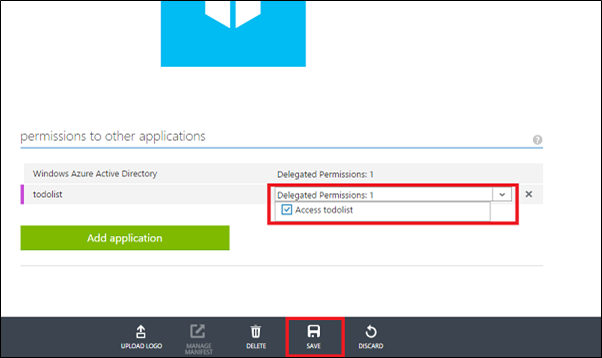 permissions to other applications
?
Windows Azure Active Directory Delegated Permissions: 1
todolist Delegated Permissions: 1
Access todolist
Add application
UPLOAD LOGO MANAGE MANIFEST DELETE SAVE DISCARD